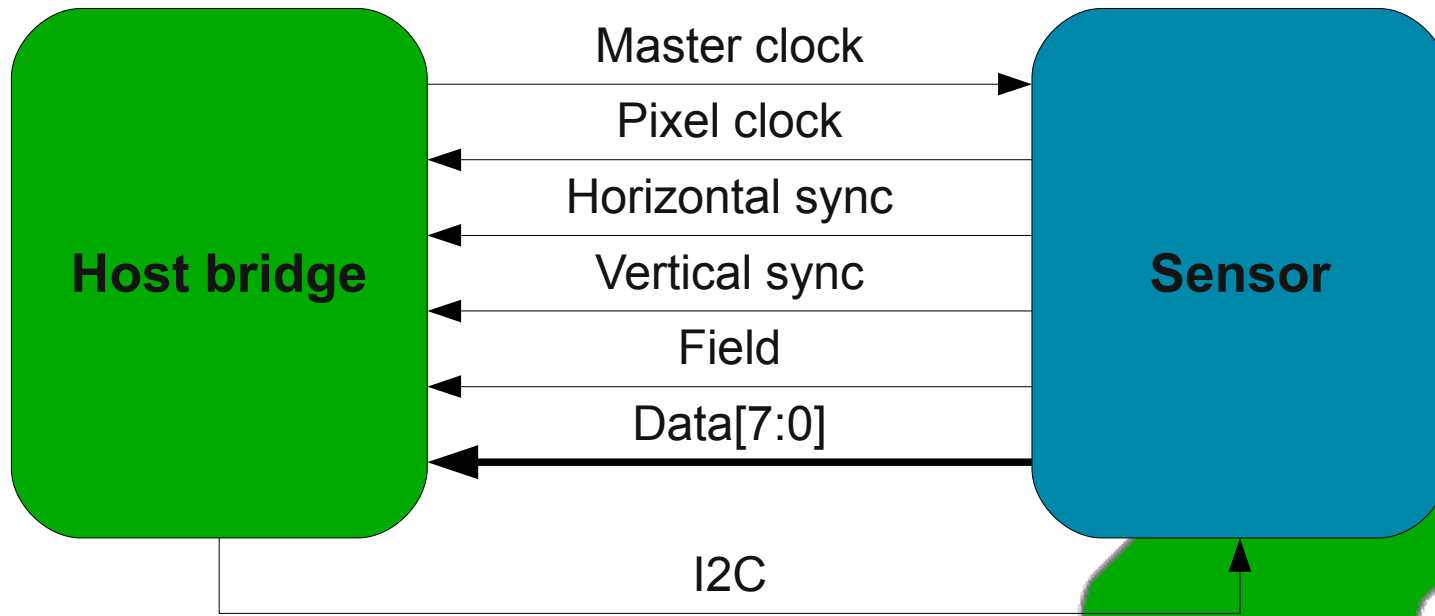 Master clock
Pixel clock
Horizontal sync
Host bridge
Sensor
Vertical sync
Field
Data[7:0]
I2C